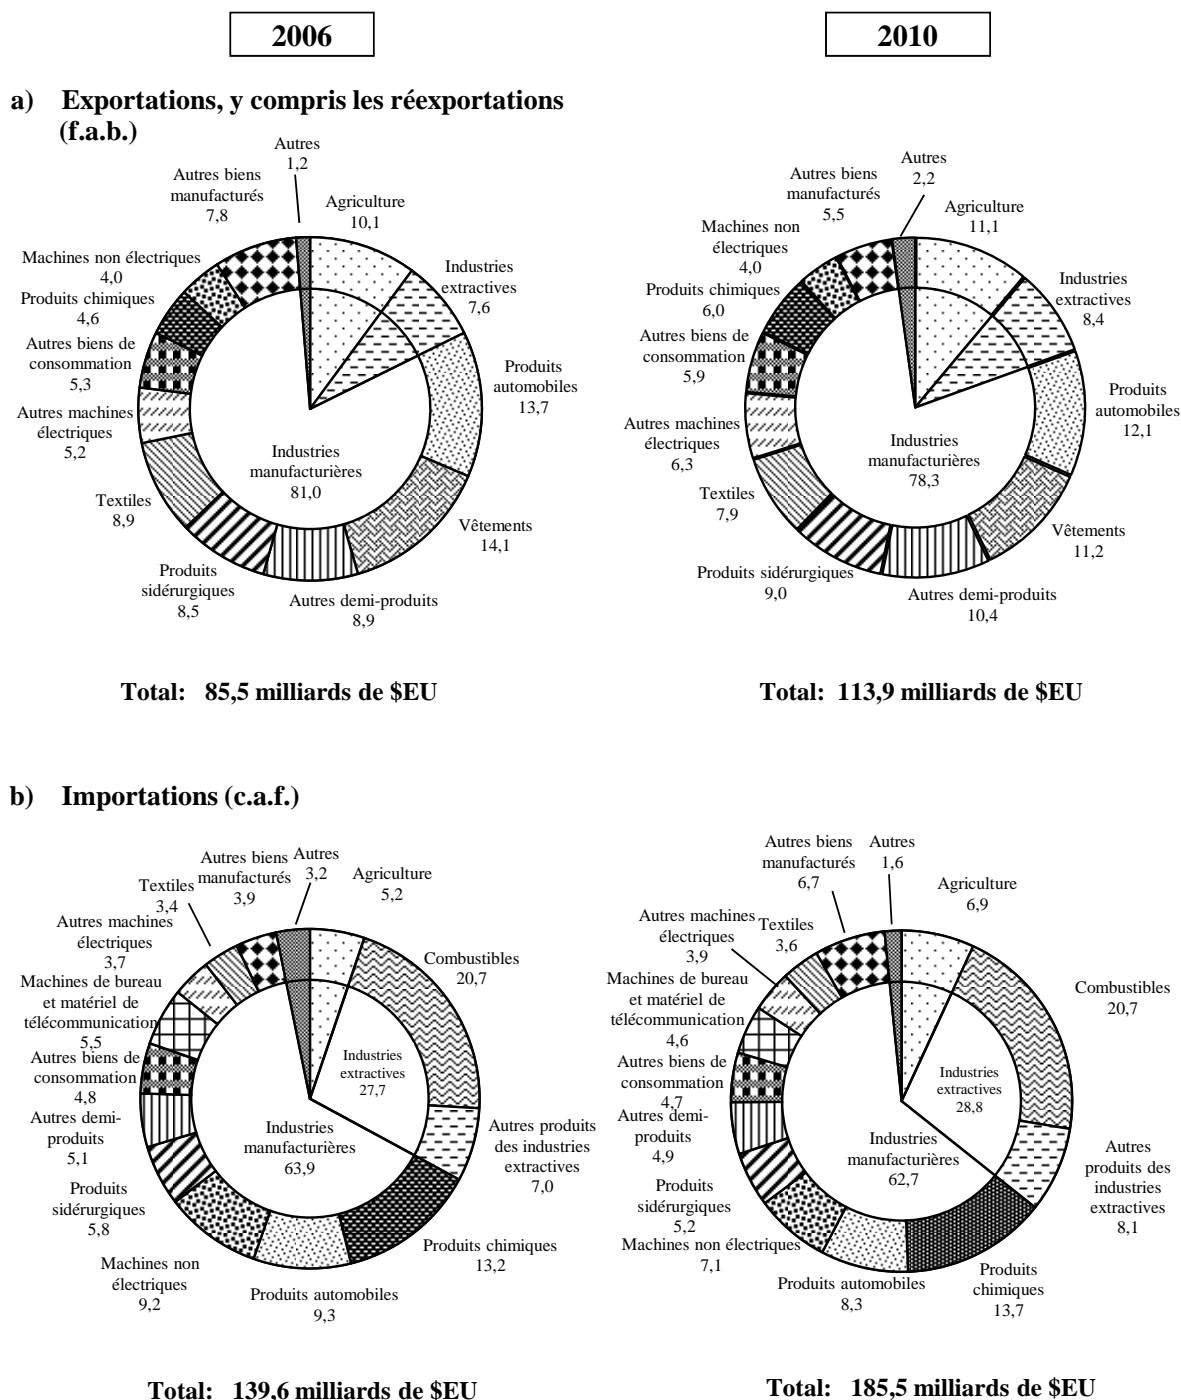 2006
2010
a) Exportations, y compris les réexportations
(f.a.b.)
Autres
1,2
Autres biens
manufacturés
7,8
Agriculture
10,1
Machines non électriques
4,0
Industries
extractives
7,6
Produits chimiques
4,6
Autres biens de
consommation
5,3
Produits
automobiles
13,7
Autres machines
électriques
5,2
Industries
manufacturières
81,0
Textiles
8,9
Vêtements
14,1
Produits
sidérurgiques
8,5
Autres demi-produits
8,9
Total: 85,5 milliards de $EU
Autres
2,2
Autres biens
manufacturés
5,5
Agriculture
11,1
Machines non
électriques
4,0
Industries
extractives
8,4
Produits chimiques
6,0
Autres biens de
consommation
5,9
Produits
automobiles
12,1
Autres machines
électriques
6,3
Industries
manufacturières
78,3
Textiles
7,9
Vêtements
11,2
Produits sidérurgiques
9,0
Autres demi-produits
10,4
Total: 113,9 milliards de $EU
b) Importations (c.a.f.)
Autres biens
manufacturés
3,9
Autres
3,2
Agriculture
5,2
Textiles
3,4
Autres machines
électriques
3,7
Combustibles
20,7
Machines de bureau
et matériel de
télécommunication
5,5
Industries
extractives
27,7
Autres biens de
consommation
4,8
Autres demi-
produits
5,1
Industries
manufacturières
63,9
Autres produits
des industries
extractives
7,0
Produits
sidérurgiques
5,8
Produits chimiques
13,2
Machines non
électriques
9,2
Produits automobiles
9,3
Total: 139,6 milliards de $EU
Autres biens
manufacturés
6,7
Autres
1,6
Agriculture
6,9
Autres machines
électriques
3,9
Textiles
3,6
Machines de bureau
et matériel de
télécommunication
4,6
Combustibles
20,7
Autres biens de
consommation
4,7
Industries
extractives
28,8
Autres demi-
produits
4,9
Industries
manufacturières
62,7
Autres
produits des
industries
extractives
8,1
Produits
sidérurgiques
5,2
Machines non électriques
7,1
Produits
chimiques
13,7
Produits automobiles
8,3
Total: 185,5 milliards de $EU